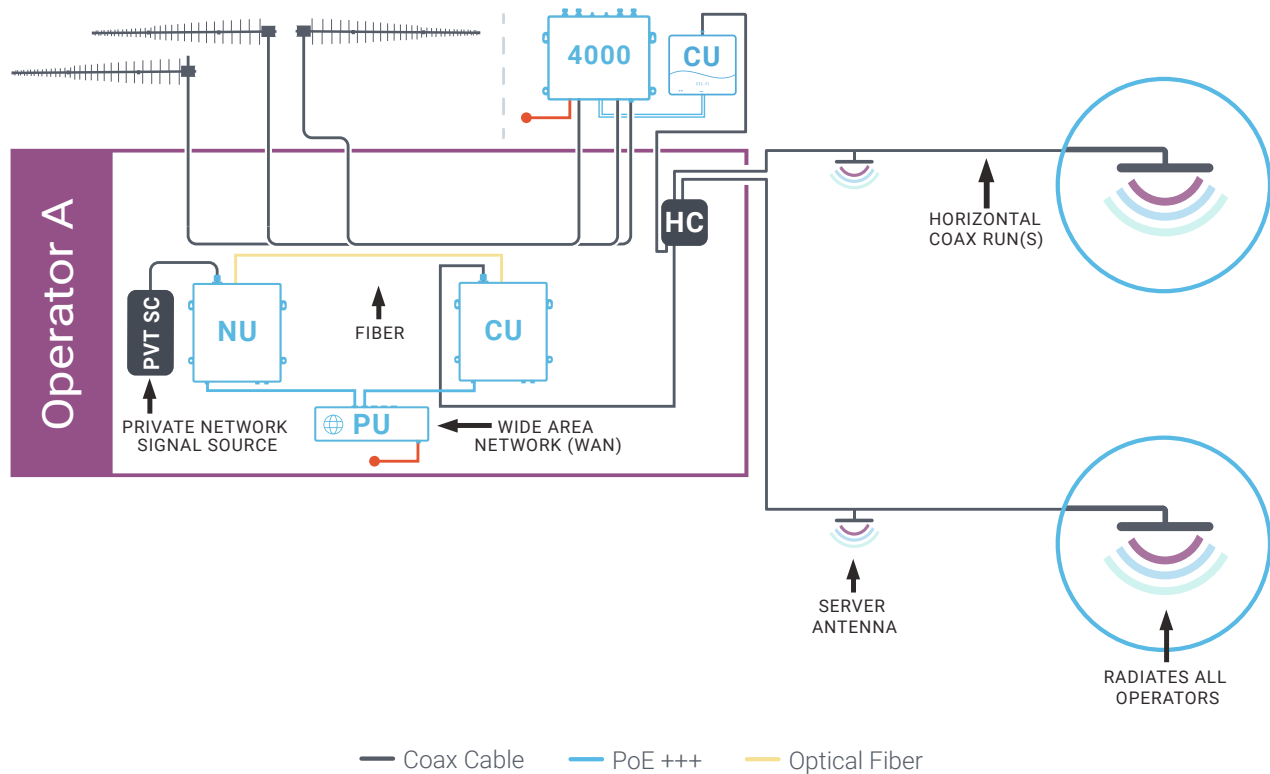 4000
CU
Operator A
HC
HORIZONTAL
COAX RUN(S)
PVT SC
NU
FIBER
CU
PRIVATE NETWORK
SIGNAL SOURCE
PU
WIDE AREA
NETWORK (WAN)
SERVER
ANTENNA
RADIATES ALL
OPERATORS
Coax Cable
PoE +++
Optical Fiber